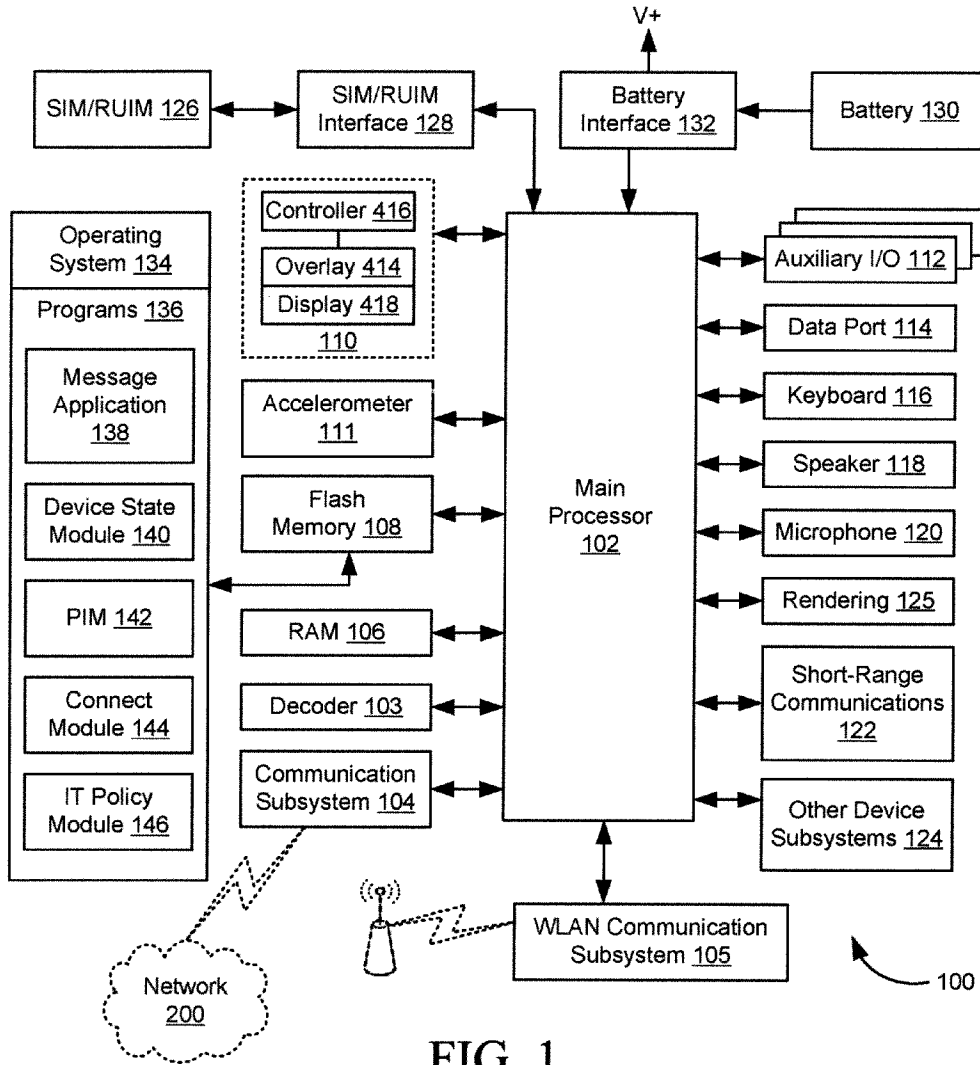 V+
SIM/RUIM 126
SIM/RUIM
Interface 128
Battery
Interface 132
Battery 130
Operating
System 134
Programs 136
Message
Application
138
Device State
Module 140
PIM 142
Connect
Module 144
IT Policy
Module 146
Controller 416
Overlay 414
Display 418
110
Accelerometer
111
Flash
Memory 108
RAM 106
Decoder 103
Communication
Subsystem 104
Main
Processor
102
Auxiliary I/O 112
Data Port 114
Keyboard 116
Speaker 118
Microphone 120
Rendering 125
Short-Range
Communications
122
Other Device
Subsystems 124
WLAN Communication
Subsystem 105
Network
200
100
FIG. 1